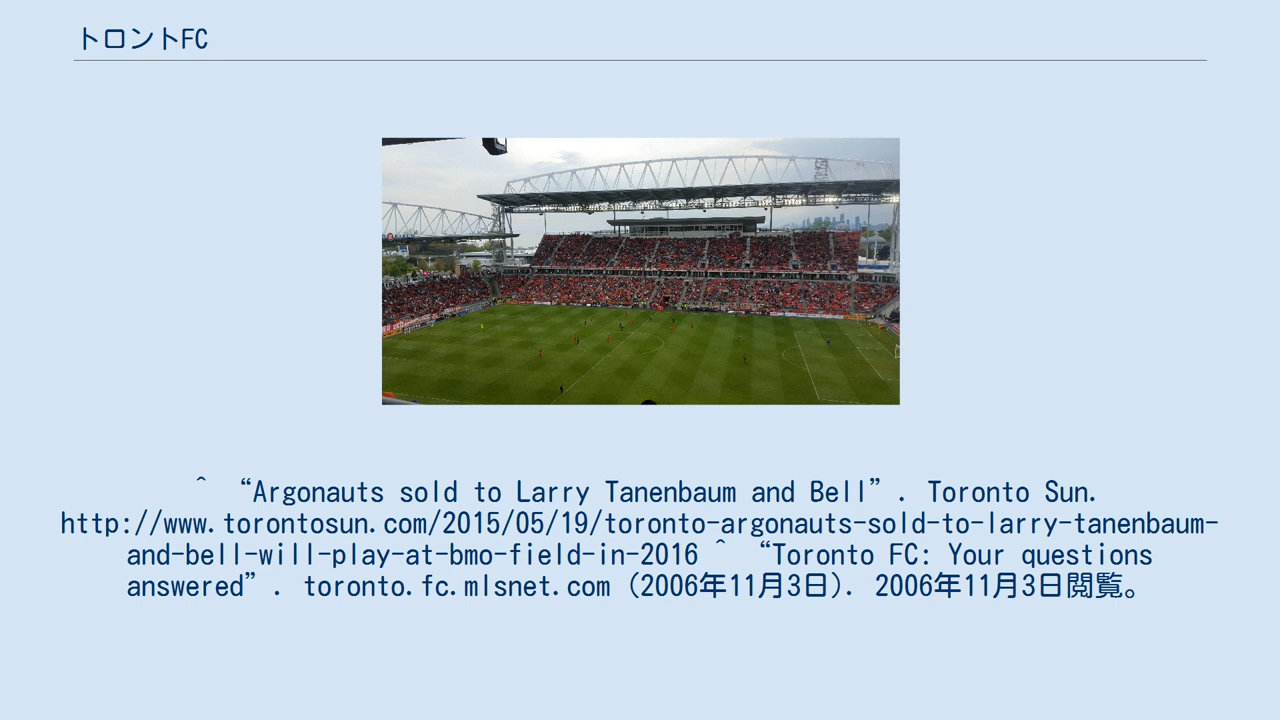 トロントFC
^ “Argonauts sold to Larry Tanenbaum and Bell”. Toronto Sun.
http://www.torontosun.com/2015/05/19/toronto-argonauts-sold-to-larry-tanenbaum-
and-bell-will-play-at-bmo-field-in-2016 ^ “Toronto FC: Your questions
answered”. toronto.fc.mlsnet.com (2006年11月3日). 2006年11月3日閲覧。